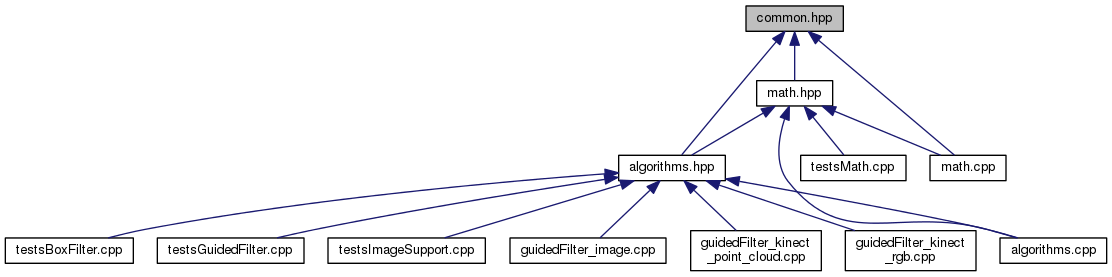 common.hpp
math.hpp
algorithms.hpp
testsMath.cpp
math.cpp
testsBoxFilter.cpp
testsGuidedFilter.cpp
testsImageSupport.cpp
guidedFilter_image.cpp
guidedFilter_kinect
_point_cloud.cpp
guidedFilter_kinect
_rgb.cpp
algorithms.cpp